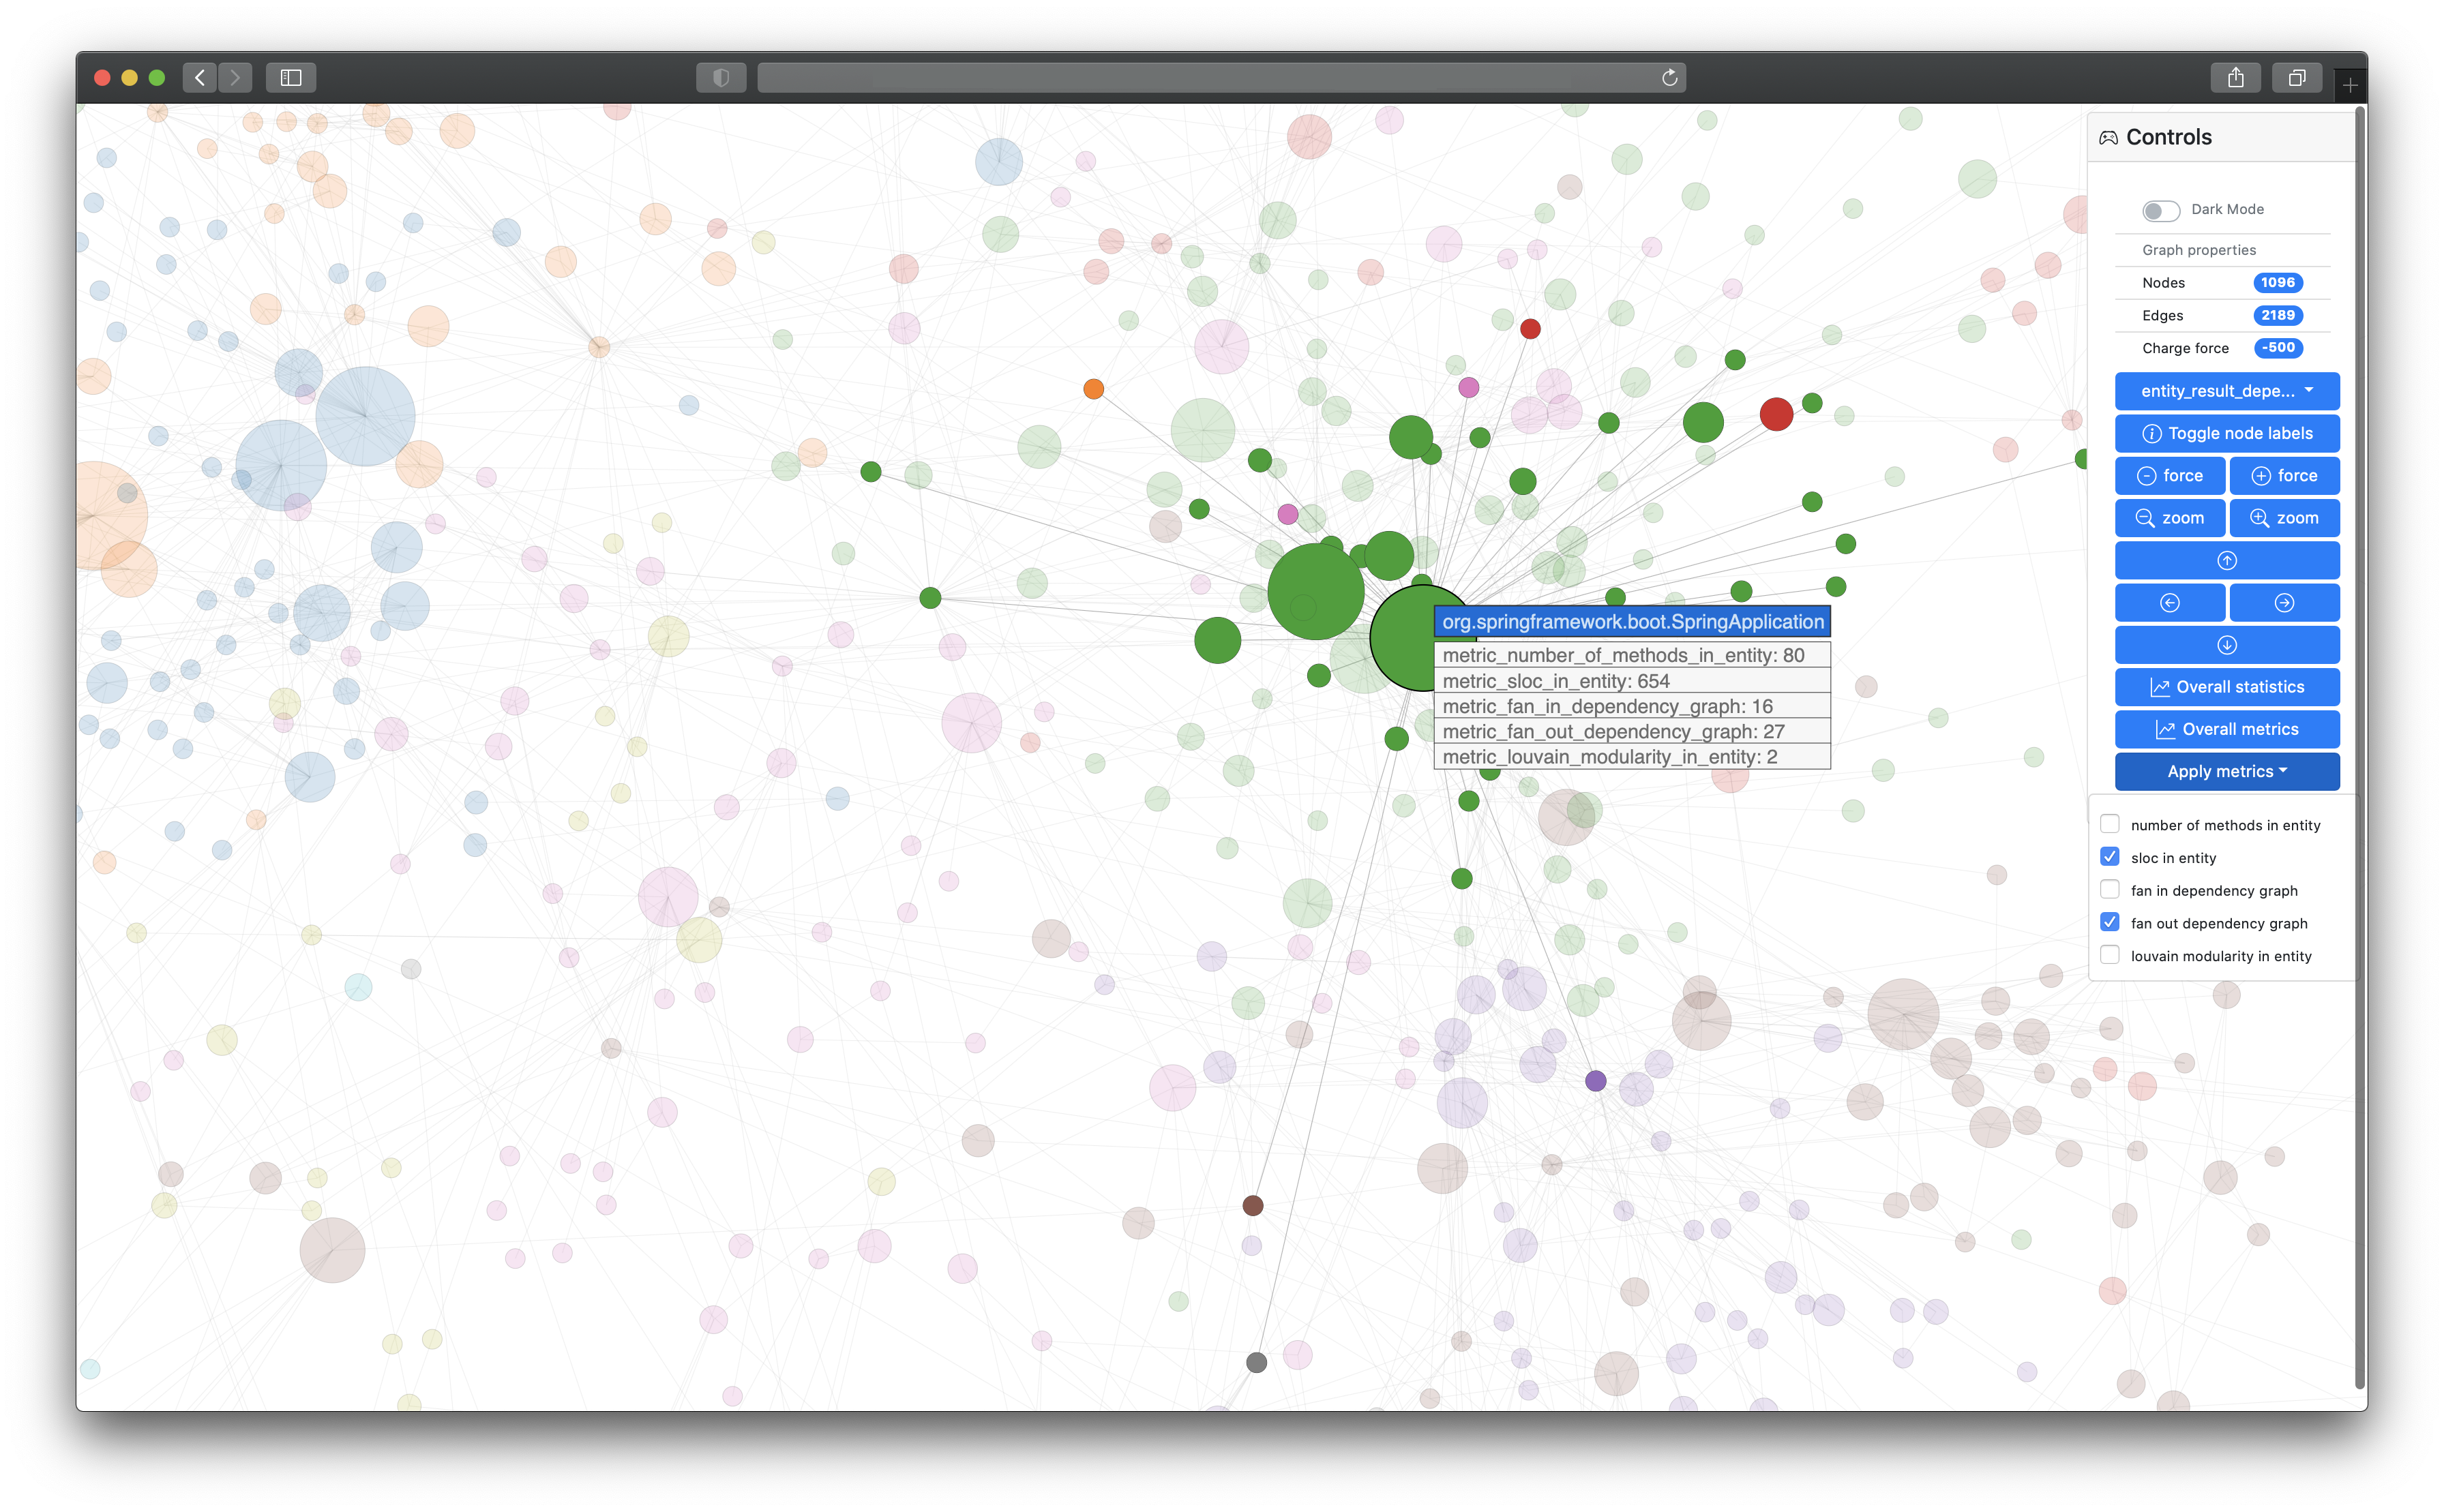 Controls
Dark Mode
Graph properties
Nodes 1096
Edges 2189
Charge force -500
entity_result_depe...
Toggle node labels
force force
zoom zoom
Overall statistics
Overall metrics
Apply metrics
number of methods in entity
sloc in entity
fan in dependency graph
fan out dependency graph
louvain modularity in entity
org.springframework.boot.SpringApplication
metric_number_of_methods_in_entity: 80
metric_sloc_in_entity: 654
metric_fan_in_dependency_graph: 16
metric_fan_out_dependency_graph: 27
metric_louvain_modularity_in_entity: 2